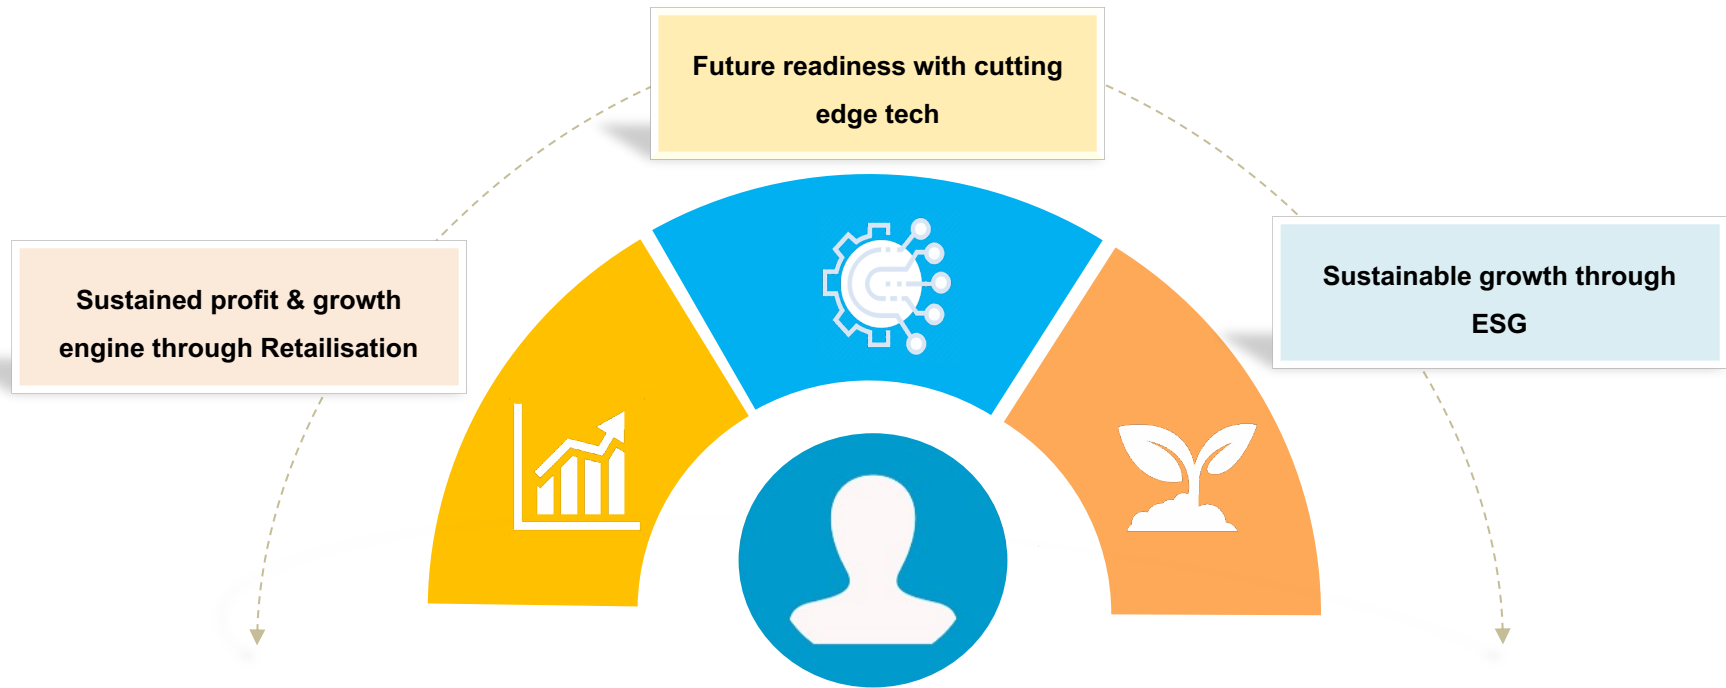 Future readiness with cutting
edge tech
Sustained profit & growth
engine through Retailisation
Sustainable growth through
ESG